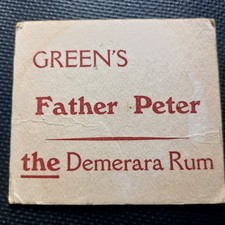 GREEN'S
Father Peter
the Demerara Rum